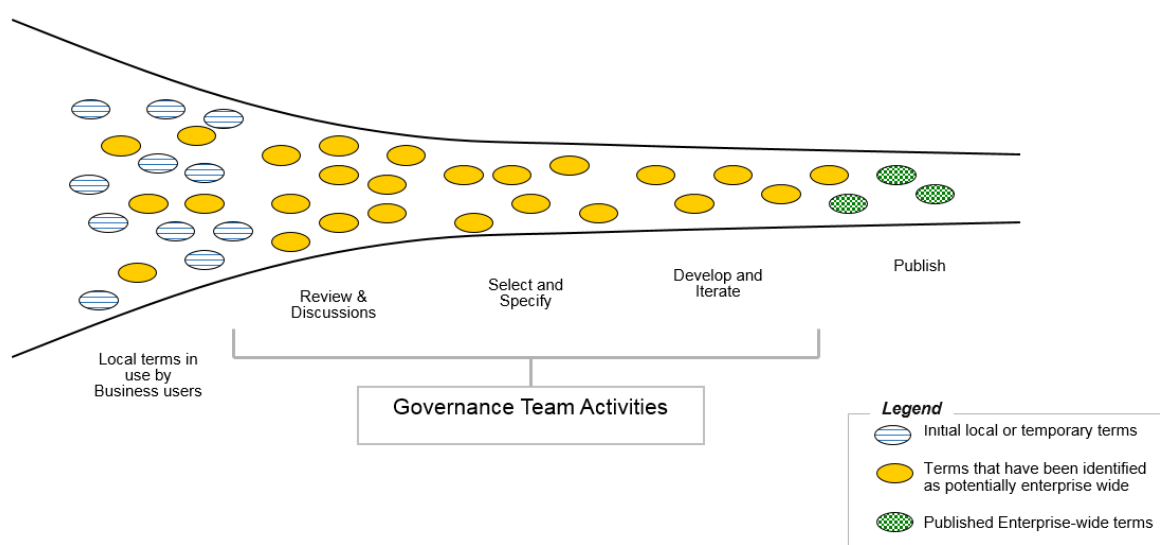 Publish
Develop and
Iterate
Select and
Specify
Review &
Discussions
Local terms in
use by
Business users
Governance Team Activities
Legend
Initial local or temporary terms
Terms that have been identified
as potentially enterprise wide
Published Enterprise-wide terms